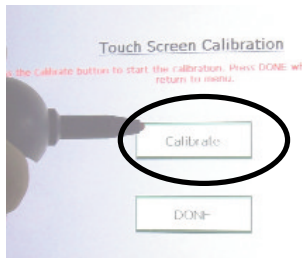 Touch Screen Calibration
the Calibrate button to start the calibration. Press DONE
return to menu.
Calibrate
DONE